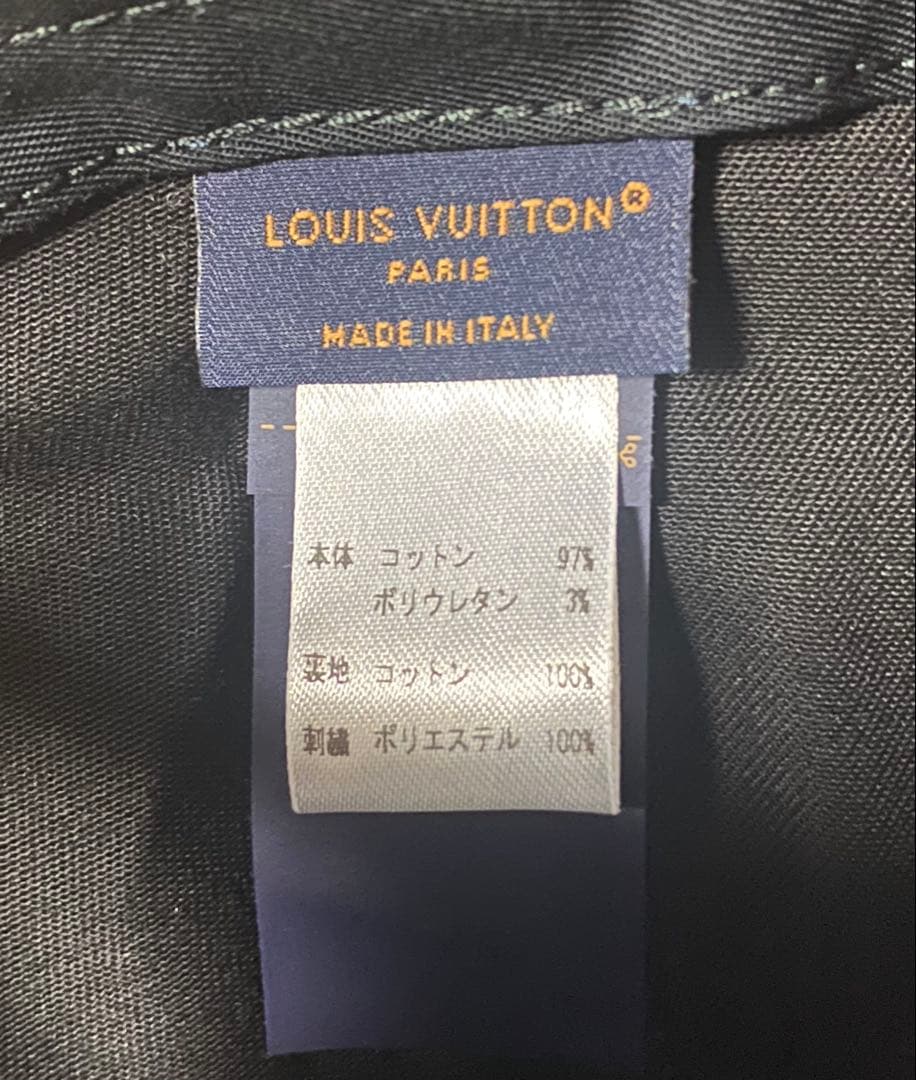 LOUIS VUITTON®
PARIS
MADE IN ITALY
本体 コットン 97%
ポリウレタン 3%
裏地 コットン 100%
刺繍 ポリエステル 100%